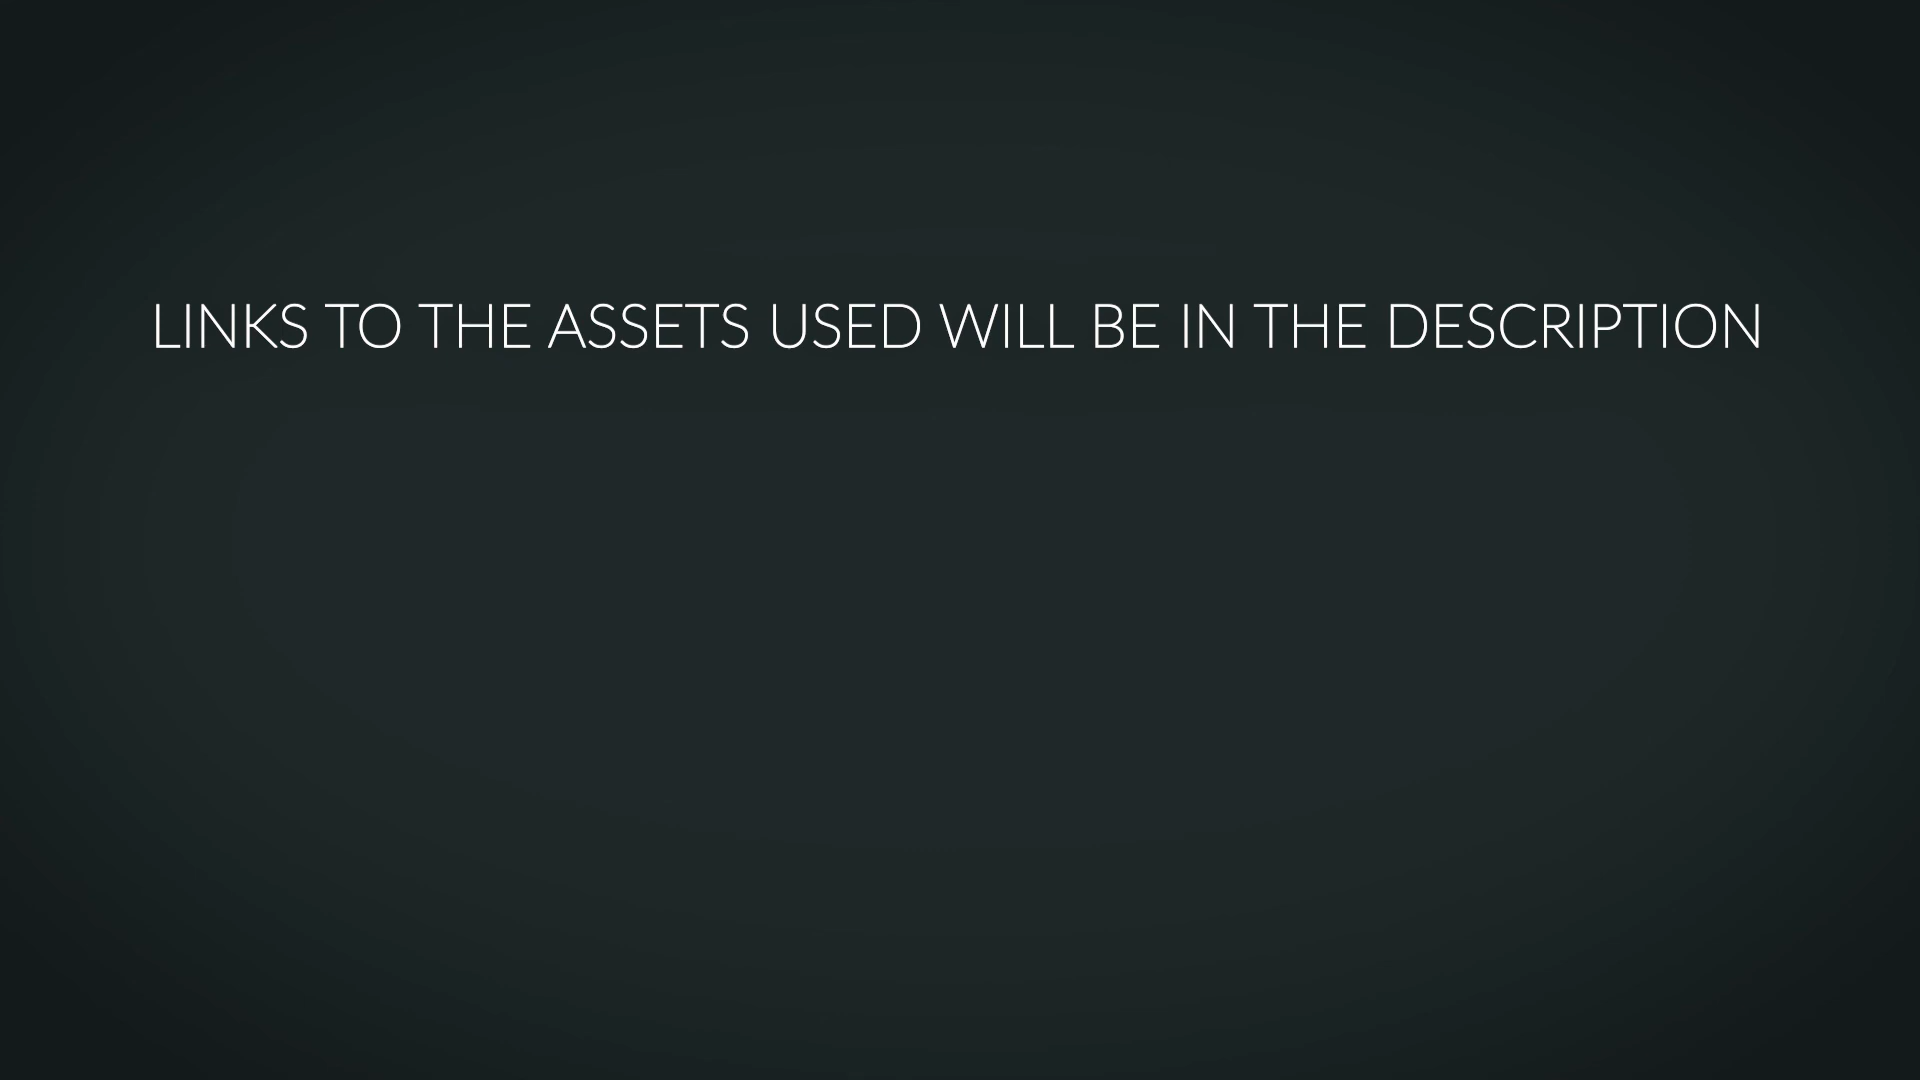 LINKS TO THE ASSETS USED WILL BE IN THE DESCRIPTION